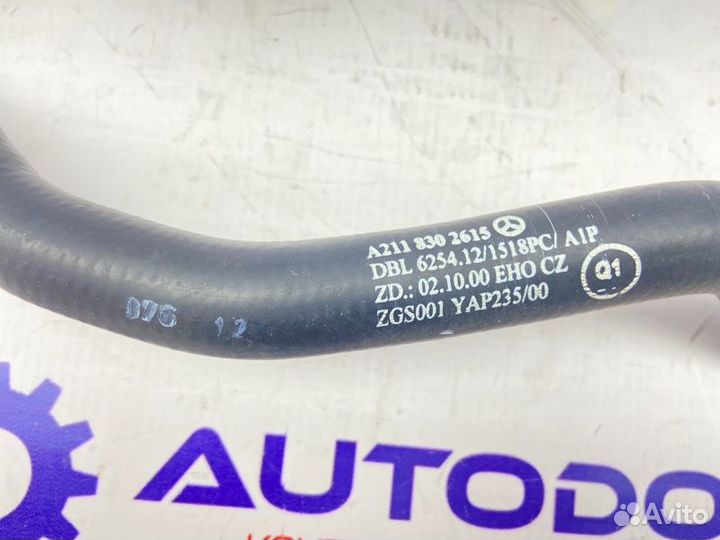 A211 830 2615
DBL 6254.12/1518PC/ A1P
ZD.: 02.10.00 EHO CZ
ZGS001 YAP235/00
Q1
076 12
AUTODO
Avito